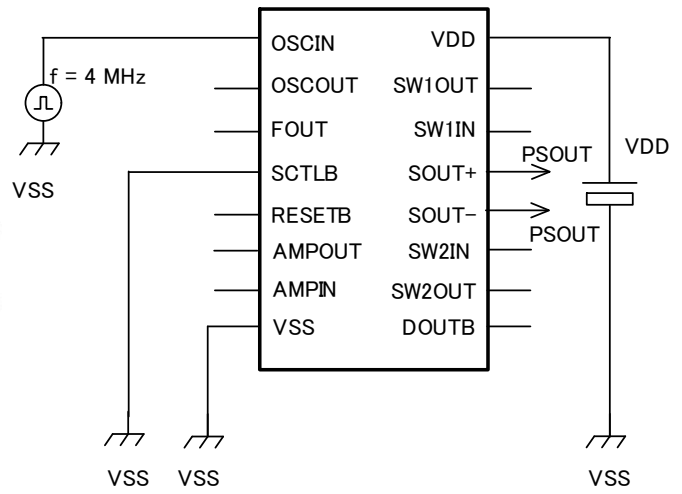 OSCIN
VDD
f = 4 MHz
OSCOUT
SW1OUT
FOUT
SW1IN
PSOUT
VDD
SCTLB
SOUT+
VSS
RESETB
SOUT-
PSOUT
AMPOUT
SW2IN
AMPIN
SW2OUT
VSS
DOUTB
VSS
VSS
VSS